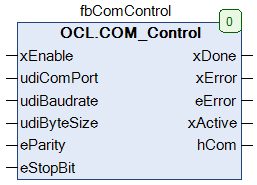 fbComControl
0
OCL.COM_Control
xEnable xDone
udiComPort xError
udiBaudrate eError
udiByteSize xActive
eParity hCom
eStopBit